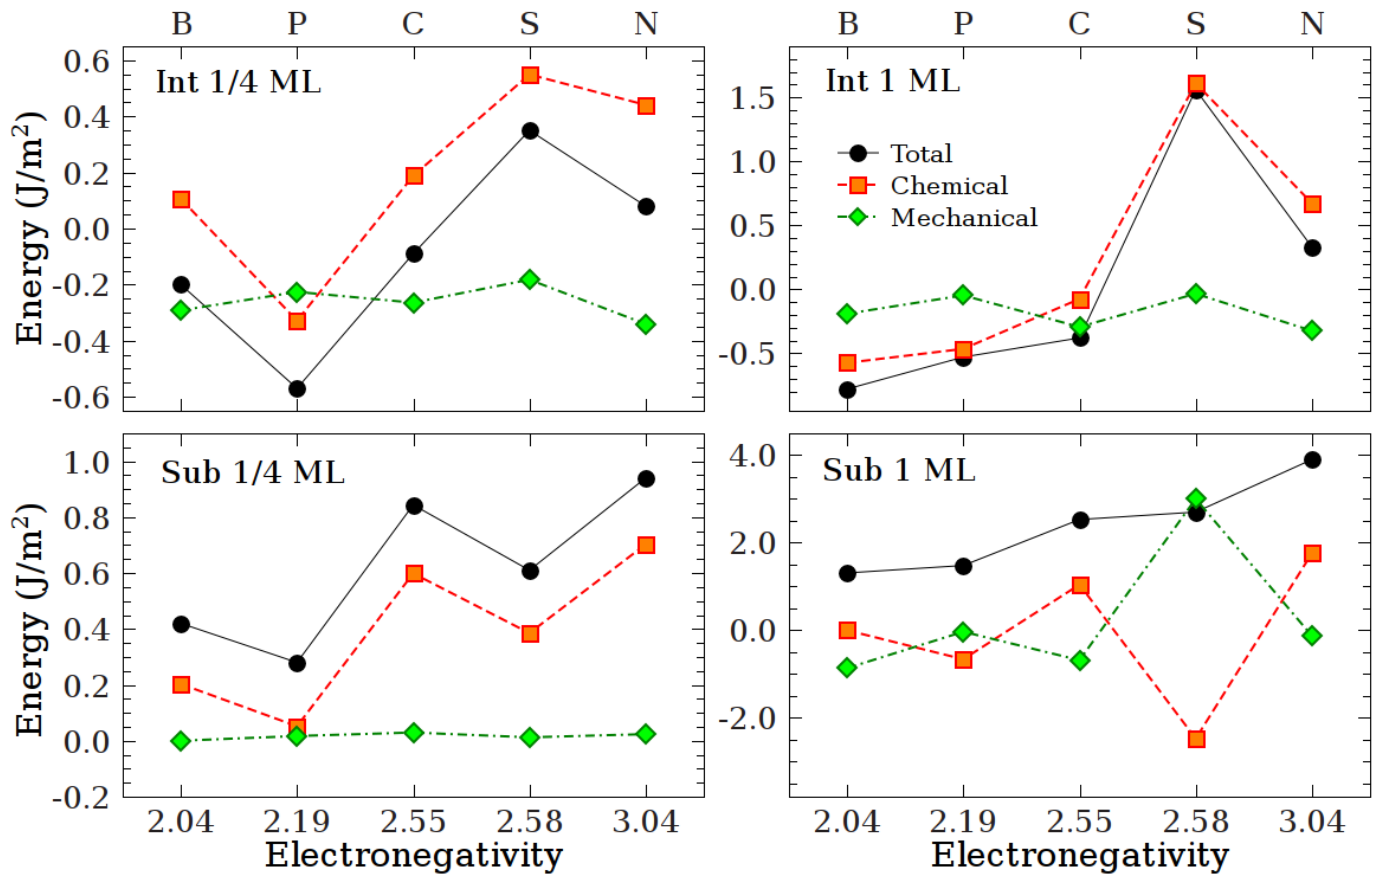 B P C S N
B P C S N
Int 1/4 ML
Int 1 ML
Energy (J/m²)
0.6
0.4
0.2
0.0
-0.2
-0.4
-0.6
1.5
1.0
0.5
0.0
-0.5
Total
Chemical
Mechanical
Sub 1/4 ML
Sub 1 ML
Energy (J/m²)
1.0
0.8
0.6
0.4
0.2
0.0
-0.2
4.0
2.0
0.0
-2.0
2.04 2.19 2.55 2.58 3.04
2.04 2.19 2.55 2.58 3.04
Electronegativity
Electronegativity